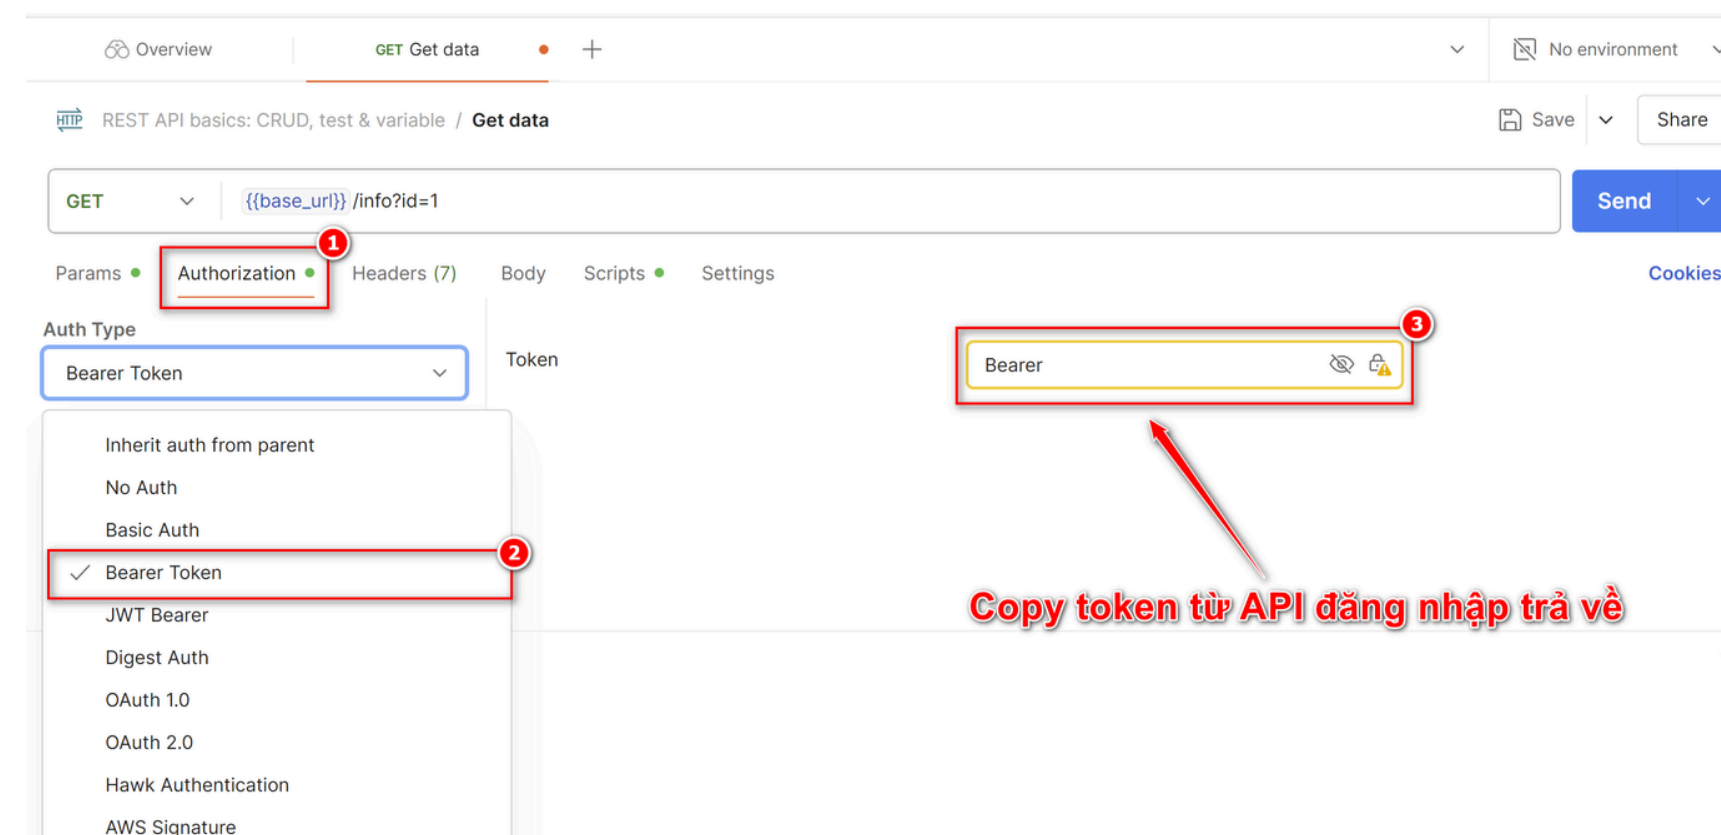 Overview
GET Get data
No environment
HTTP REST API basics: CRUD, test & variable / Get data
Save
Share
GET
{{base_url}} /info?id=1
Send
1
Params
Authorization
Headers (7)
Body
Scripts
Settings
Cookies
Auth Type
Bearer Token
Token
3
Bearer
Inherit auth from parent
No Auth
Basic Auth
2
Bearer Token
JWT Bearer
Copy token từ API đăng nhập trả về
Digest Auth
OAuth 1.0
OAuth 2.0
Hawk Authentication
AWS Signature